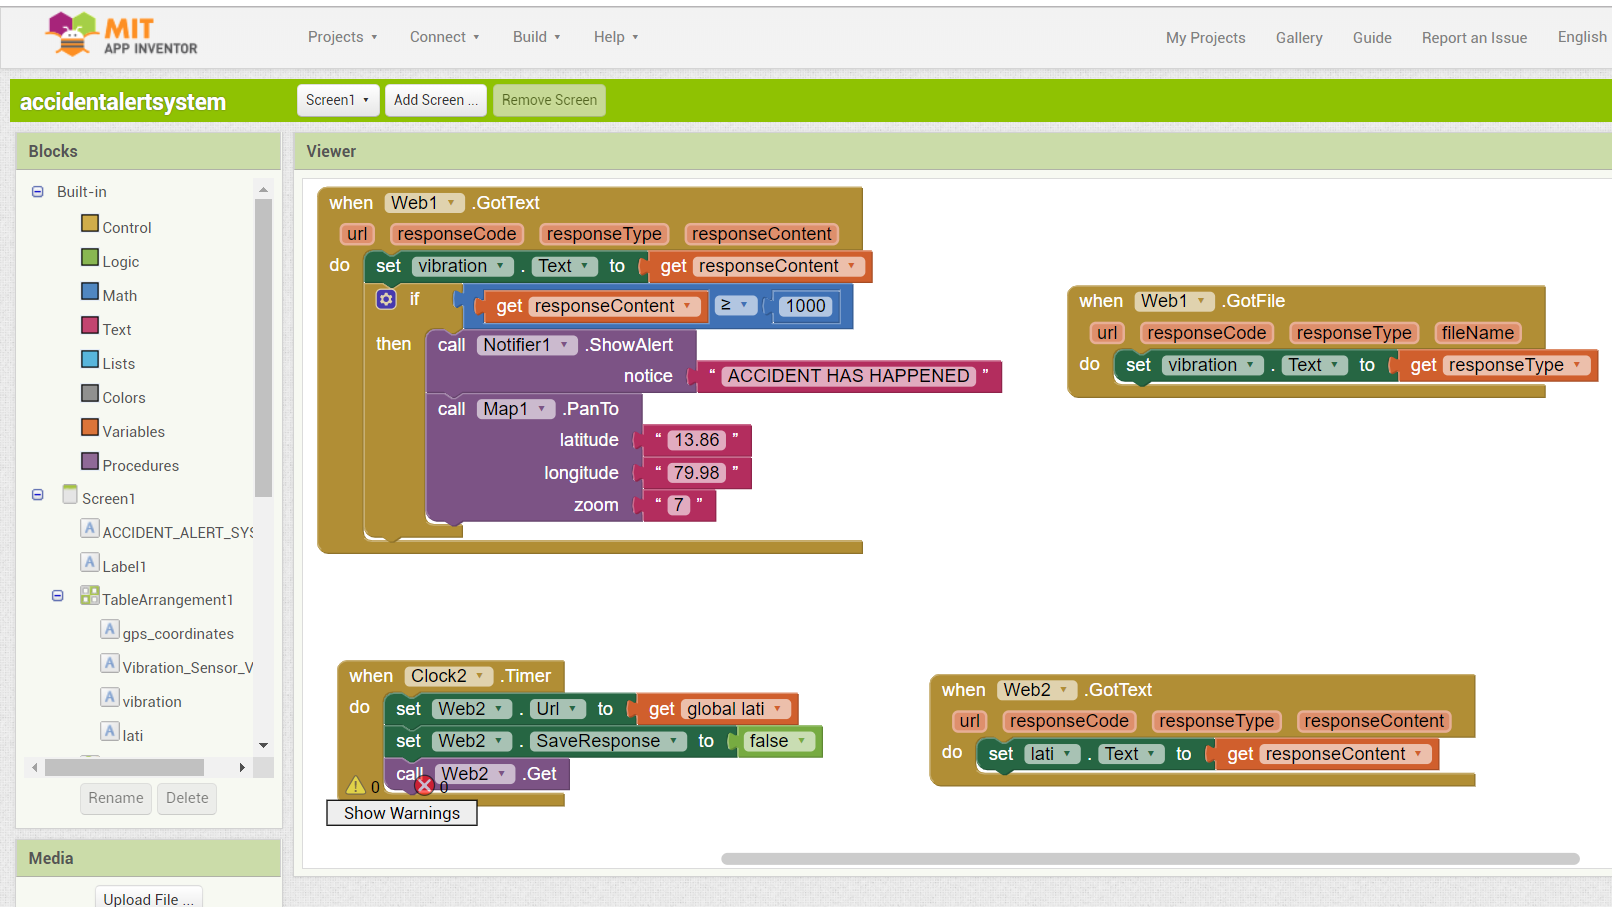 MIT
APP INVENTOR
Projects Connect Build Help My Projects Gallery Guide Report an Issue English
accidentalertsystem Screen1 Add Screen ... Remove Screen
Blocks
Built-in
Control
Logic
Math
Text
Lists
Colors
Variables
Procedures
Screen1
A ACCIDENT_ALERT_SYS
A Label1
TableArrangement1
A gps_coordinates
A Vibration_Sensor_V
A vibration
A lati
Rename Delete
Media
Upload File ...
Viewer
when Web1 .GotText
url responseCode responseType responseContent
do set vibration . Text to get responseContent
if get responseContent ≥ 1000
then call Notifier1 .ShowAlert
notice “ ACCIDENT HAS HAPPENED ”
call Map1 .PanTo
latitude “ 13.86 ”
longitude “ 79.98 ”
zoom “ 7 ”
when Web1 .GotFile
url responseCode responseType fileName
do set vibration . Text to get responseType
when Clock2 .Timer
do set Web2 . Url to get global lati
set Web2 . SaveResponse to false
call Web2 .Get
0 0
Show Warnings
when Web2 .GotText
url responseCode responseType responseContent
do set lati . Text to get responseContent